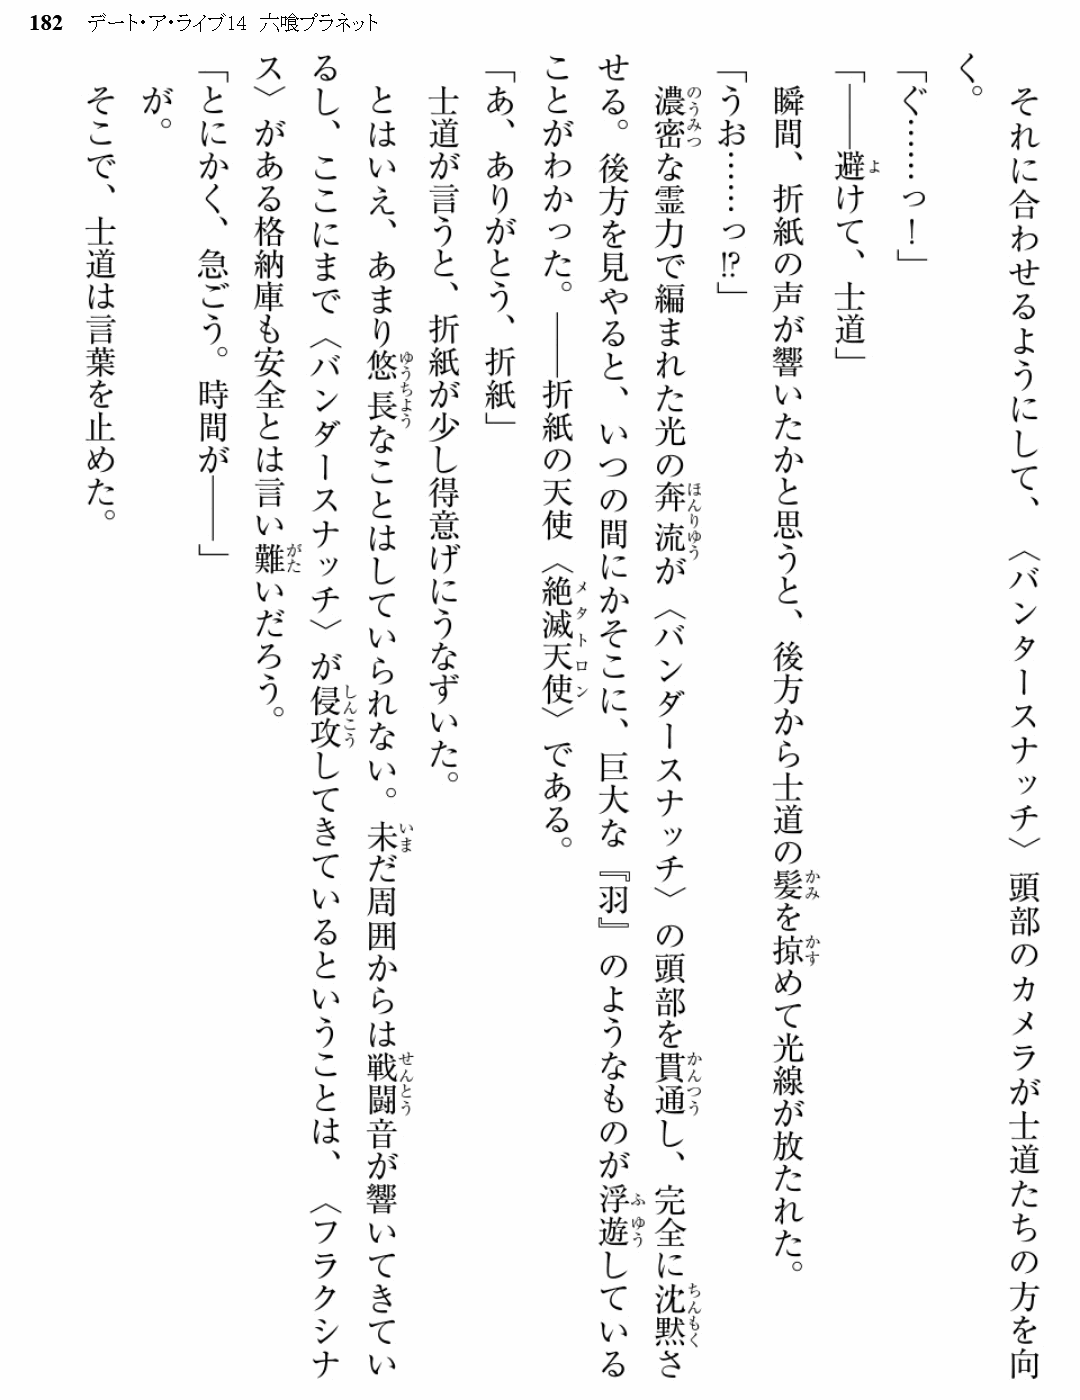 182 デート・ア・ライブ14 六喰プラネット
それに合わせるようにして、〈バンダースナッチ〉頭部のカメラが士道たちの方を向
く。
「ぐ……っ！」
「――避けて、士道」
瞬間、折紙の声が響いたかと思うと、後方から士道の髪を掠めて光線が放たれた。
「うお……っ!?」
濃密な霊力で編まれた光の奔流が〈バンダースナッチ〉の頭部を貫通し、完全に沈黙さ
せる。後方を見やると、いつの間にかそこに、巨大な『羽』のようなものが浮遊している
ことがわかった。――折紙の天使〈絶滅天使〉である。
「あ、ありがとう、折紙」
士道が言うと、折紙が少し得意げにうなずいた。
とはいえ、あまり悠長なことはしていられない。未だ周囲からは戦闘音が響いてきてい
るし、ここにまで〈バンダースナッチ〉が侵攻してきているということは、〈フラクシナ
ス〉がある格納庫も安全とは言い難いだろう。
「とにかく、急ごう。時間が――」
が。
そこで、士道は言葉を止めた。